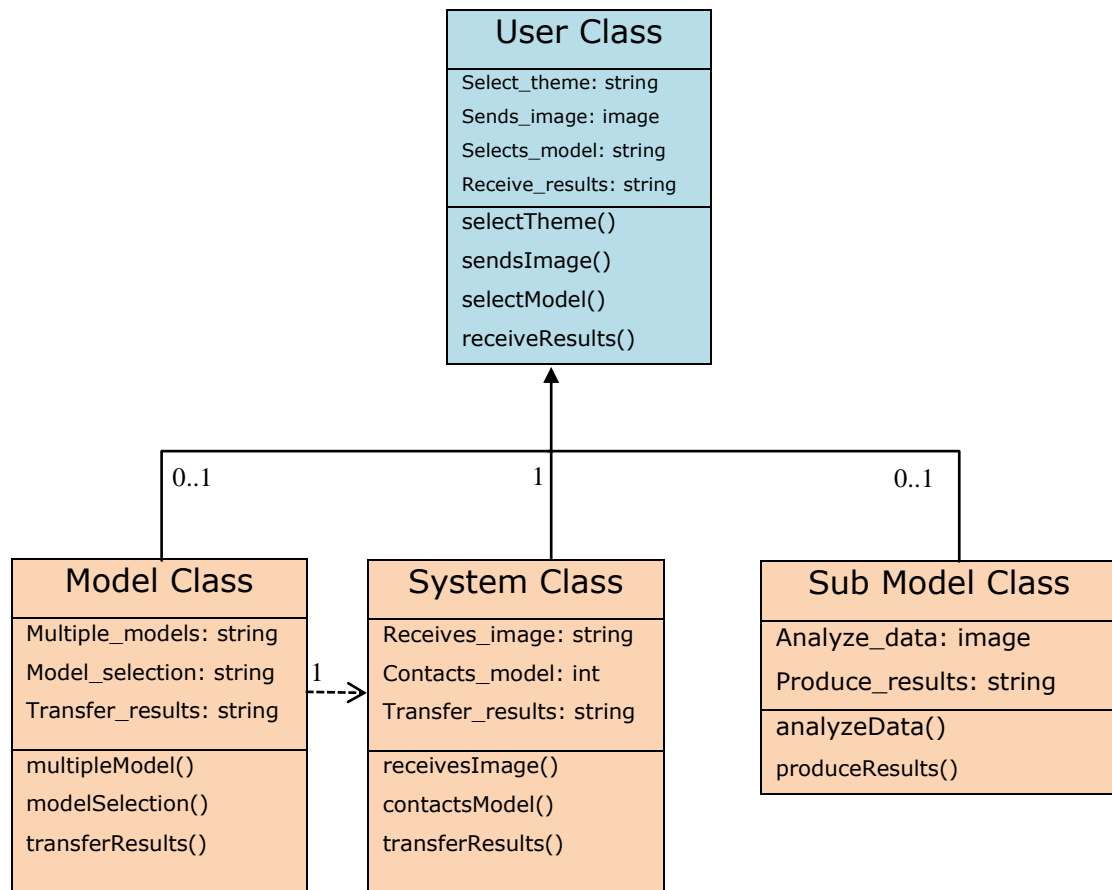 User Class
Select_theme: string
Sends_image: image
Selects_model: string
Receive_results: string
selectTheme()
sendsImage()
selectModel()
receiveResults()
0..1
1
0..1
Model Class
Multiple_models: string
Model_selection: string
Transfer_results: string
multipleModel()
modelSelection()
transferResults()
1
System Class
Receives_image: string
Contacts_model: int
Transfer_results: string
receivesImage()
contactsModel()
transferResults()
Sub Model Class
Analyze_data: image
Produce_results: string
analyzeData()
produceResults()